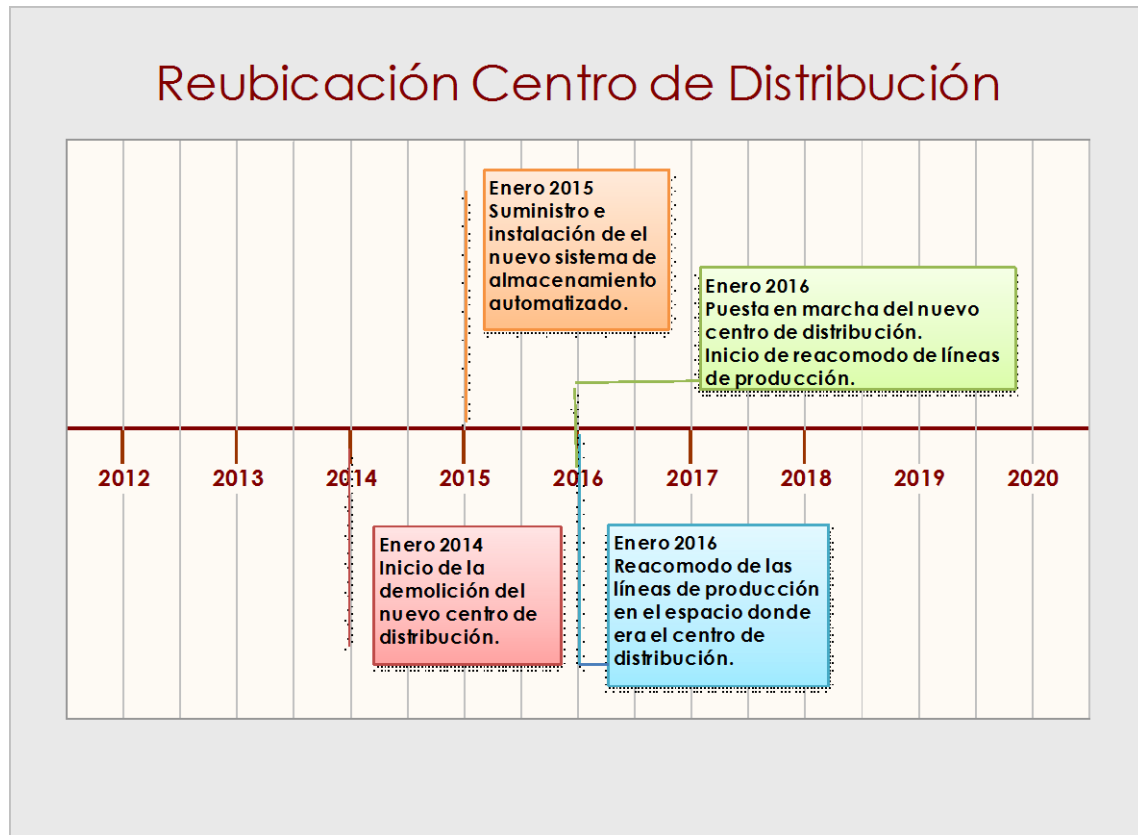 Reubicación Centro de Distribución
Enero 2015
Suministro e
instalación de el
nuevo sistema de
almacenamiento
automatizado.
Enero 2016
Puesta en marcha del nuevo
centro de distribución.
Inicio de reacomodo de líneas
de producción.
2012 2013 2014 2015 2016 2017 2018 2019 2020
Enero 2014
Inicio de la
demolición del
nuevo centro de
distribución.
Enero 2016
Reacomodo de las
líneas de producción
en el espacio donde
era el centro de
distribución.